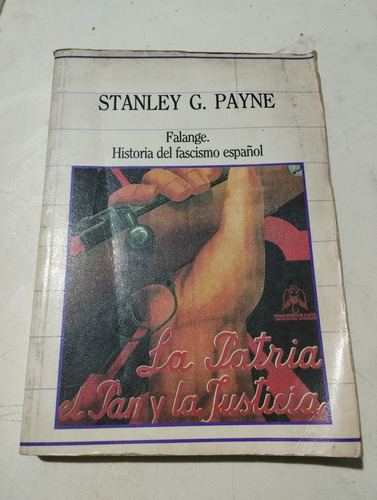 STANLEY G. PAYNE
Falange.
Historia del fascismo español
La Patria
el Pan y la Justicia